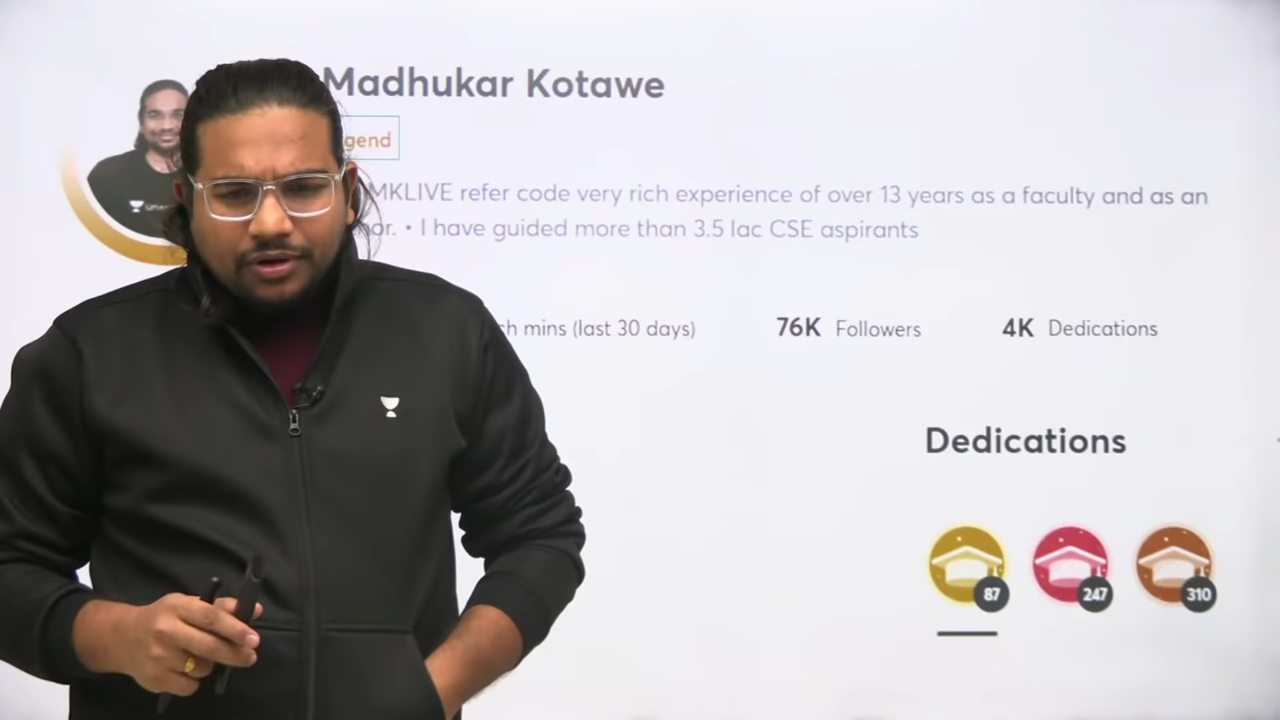 Madhukar Kotawe
gend
MKLIVE refer code very rich experience of over 13 years as a faculty and as an
or. • I have guided more than 3.5 lac CSE aspirants
ch mins (last 30 days)
76K Followers
4K Dedications
Dedications
87
247
310